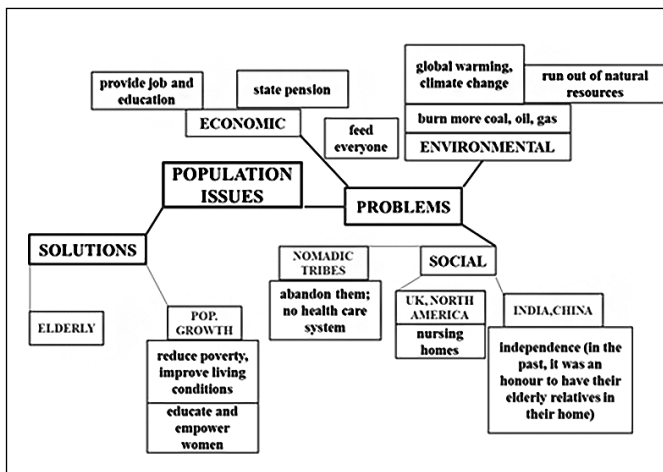 provide job and
education
state pension
ECONOMIC
feed
everyone
global warming,
climate change
run out of natural
resources
burn more coal, oil, gas
ENVIRONMENTAL
POPULATION
ISSUES
PROBLEMS
SOLUTIONS
ELDERLY
POP.
GROWTH
reduce poverty,
improve living
conditions
educate and
empower
women
NOMADIC
TRIBES
abandon them;
no health care
system
SOCIAL
UK, NORTH
AMERICA
nursing
homes
INDIA,CHINA
independence (in the
past, it was an
honour to have their
elderly relatives in
their home)